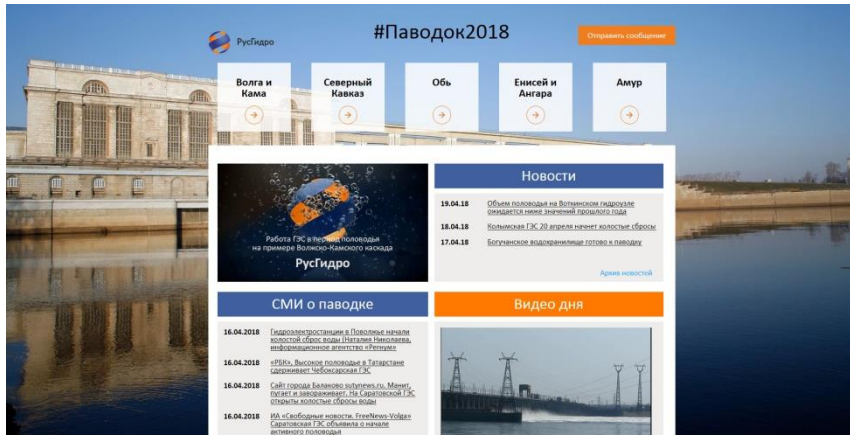 РусГидро
#Паводок2018
Отправить сообщение
Волга и
Кама
Северный
Кавказ
Обь
Енисей и
Ангара
Амур
Работа ГЭС в период половодья
на примере Волжско-Камского каскада
РусГидро
Новости
19.04.18 Объем половодья на Воткинском гидроузле
ожидается ниже значений прошлого года
18.04.18 Колымская ГЭС 20 апреля начнет холостые сбросы
17.04.18 Богучанское водохранилище готово к паводку
Архив новостей
СМИ о паводке
16.04.2018 Гидроэлектростанции в Поволжье начали
холостой сброс воды (Наталия Николаева,
информационное агентство «Регнум»
16.04.2018 «РБК», Высокое половодье в Татарстане
сдерживает Чебоксарская ГЭС
16.04.2018 Сайт города Балаково sutynews.ru. Манит,
пугает и завораживает. На Саратовской ГЭС
открыты холостые сбросы воды
16.04.2018 ИА «Свободные новости. FreeNews-Volga»
Саратовская ГЭС объявила о начале
активного половодья
Видео дня